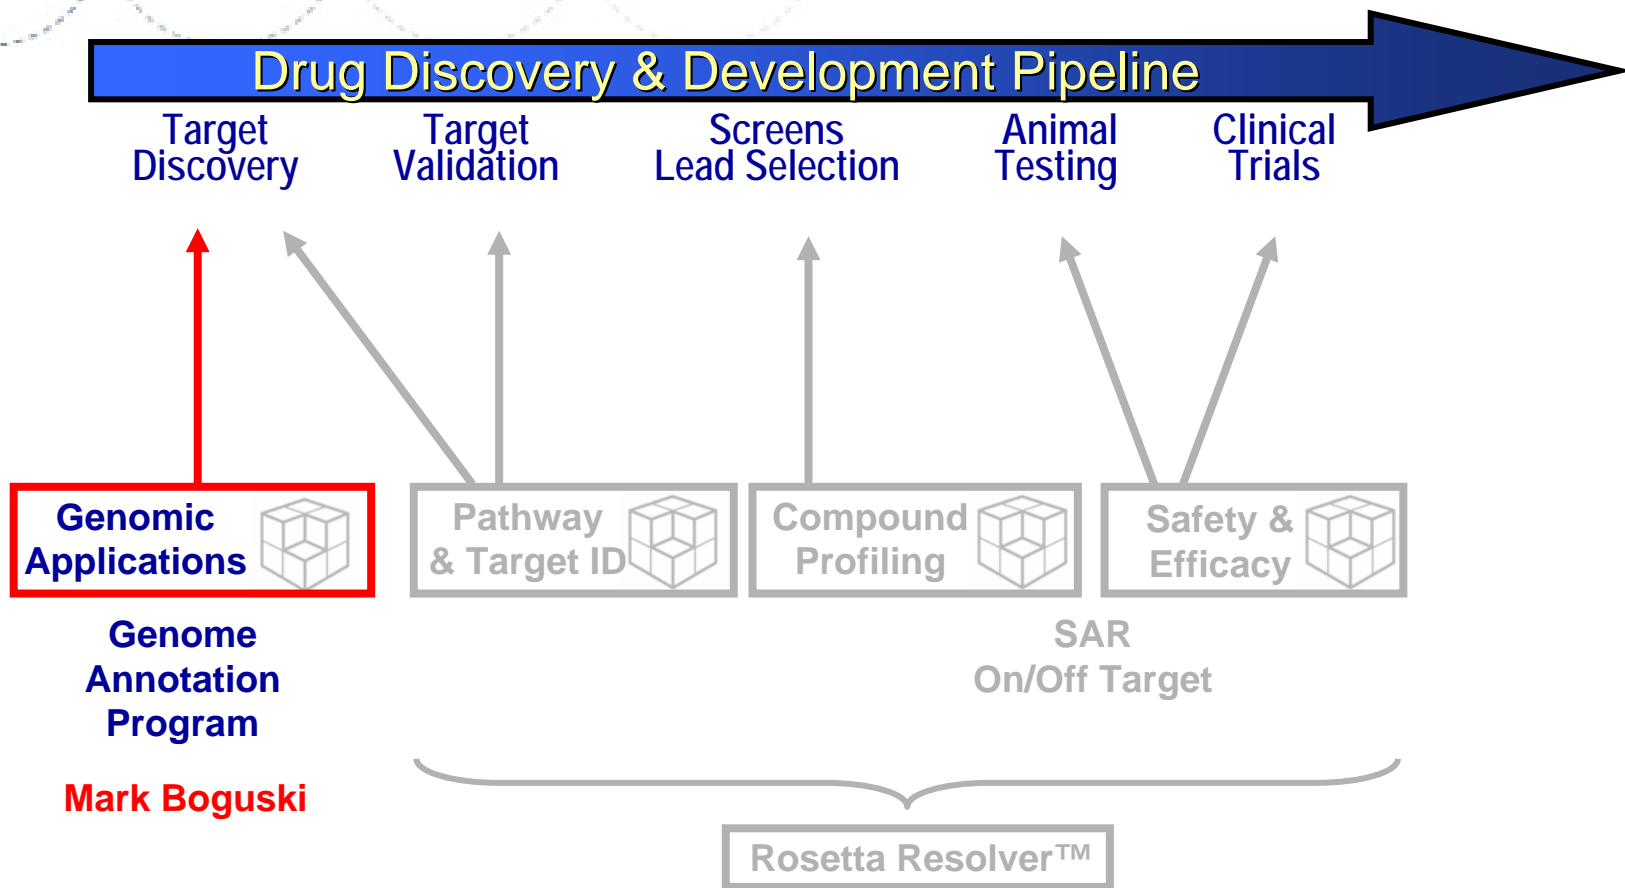 Drug Discovery & Development Pipeline
Target
Discovery
Target
Validation
Screens
Lead Selection
Animal
Testing
Clinical
Trials
Genomic
Applications
Pathway
& Target ID
Compound
Profiling
Safety &
Efficacy
Genome
Annotation
Program
SAR
On/Off Target
Mark Boguski
Rosetta Resolver™